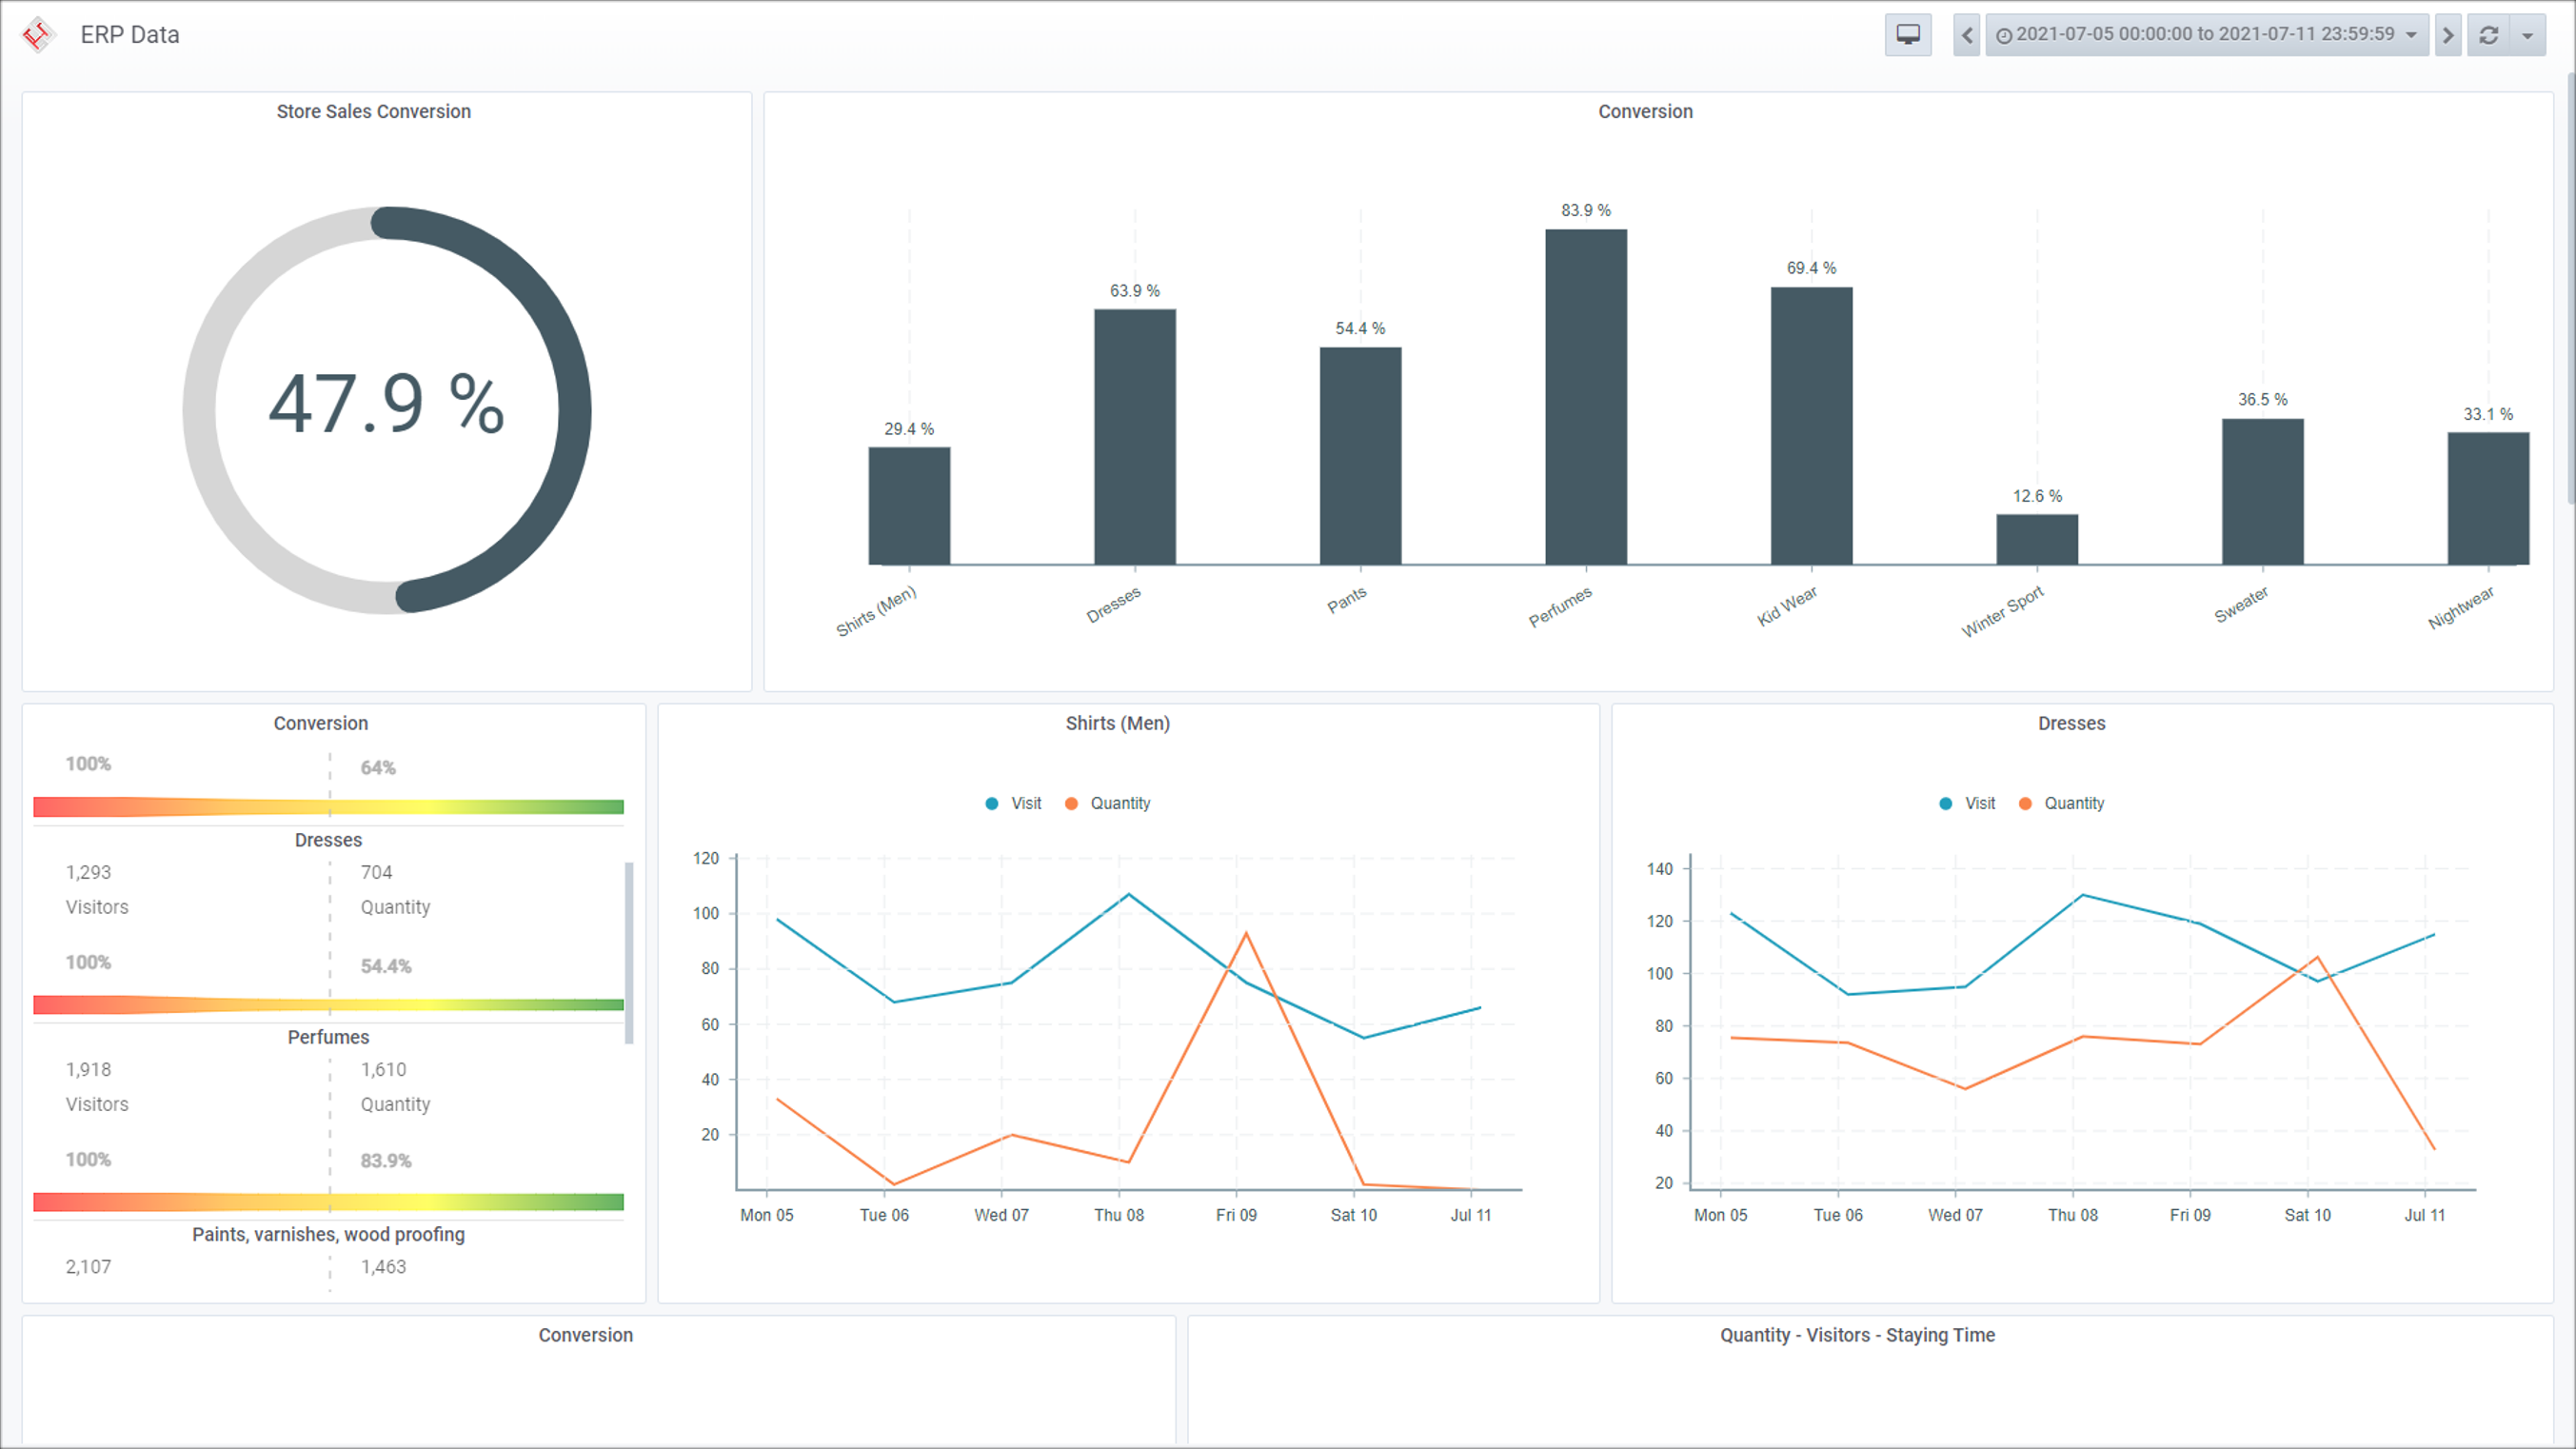 ERP Data
2021-07-05 00:00:00 to 2021-07-11 23:59:59
Store Sales Conversion
47.9 %
Conversion
83.9 %
69.4 %
63.9 %
54.4 %
36.5 %
33.1 %
29.4 %
12.6 %
Shirts (Men) Dresses Pants Perfumes Kid Wear Winter Sport Sweater Nightwear
Conversion
100% 64%
Dresses
1,293 704
Visitors Quantity
100% 54.4%
Perfumes
1,918 1,610
Visitors Quantity
100% 83.9%
Paints, varnishes, wood proofing
2,107 1,463
Shirts (Men)
Visit Quantity
120
100
80
60
40
20
Mon 05 Tue 06 Wed 07 Thu 08 Fri 09 Sat 10 Jul 11
Dresses
Visit Quantity
140
120
100
80
60
40
20
Mon 05 Tue 06 Wed 07 Thu 08 Fri 09 Sat 10 Jul 11
Conversion
Quantity - Visitors - Staying Time